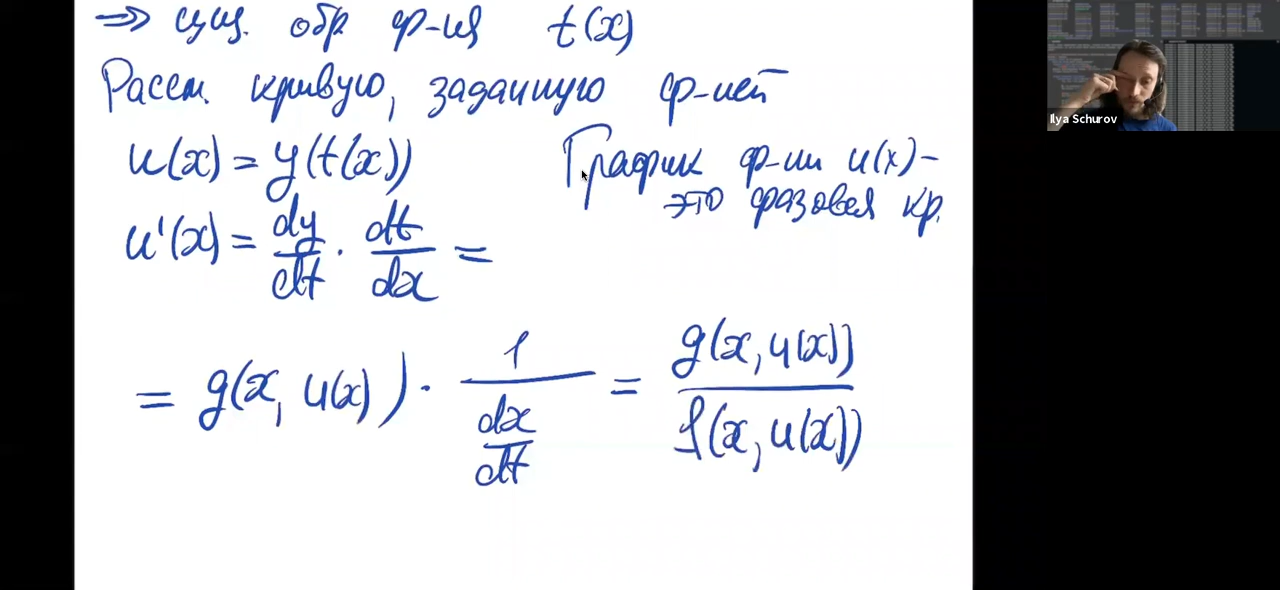 ⇒ сущ. обр ф-ия t(x)
Рассм. кривую, заданную ф-ией
u(x) = y(t(x))
График ф-ии u(x) –
это фазовая кр.
u'(x) = dy/dt · dt/dx =
= g(x, u(x)) · 1/(dx/dt) = g(x, u(x))/f(x, u(x))
Ilya Schurov